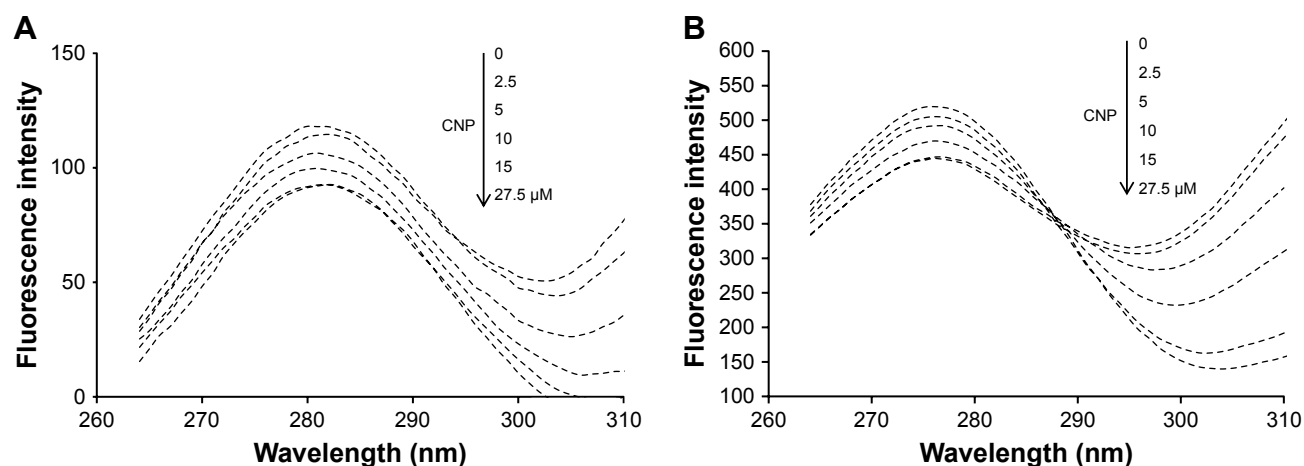 A
Fluorescence intensity
150
100
50
0
260 270 280 290 300 310
Wavelength (nm)
CNP
0
2.5
5
10
15
27.5 µM
B
Fluorescence intensity
600
550
500
450
400
350
300
250
200
150
100
260 270 280 290 300 310
Wavelength (nm)
CNP
0
2.5
5
10
15
27.5 µM